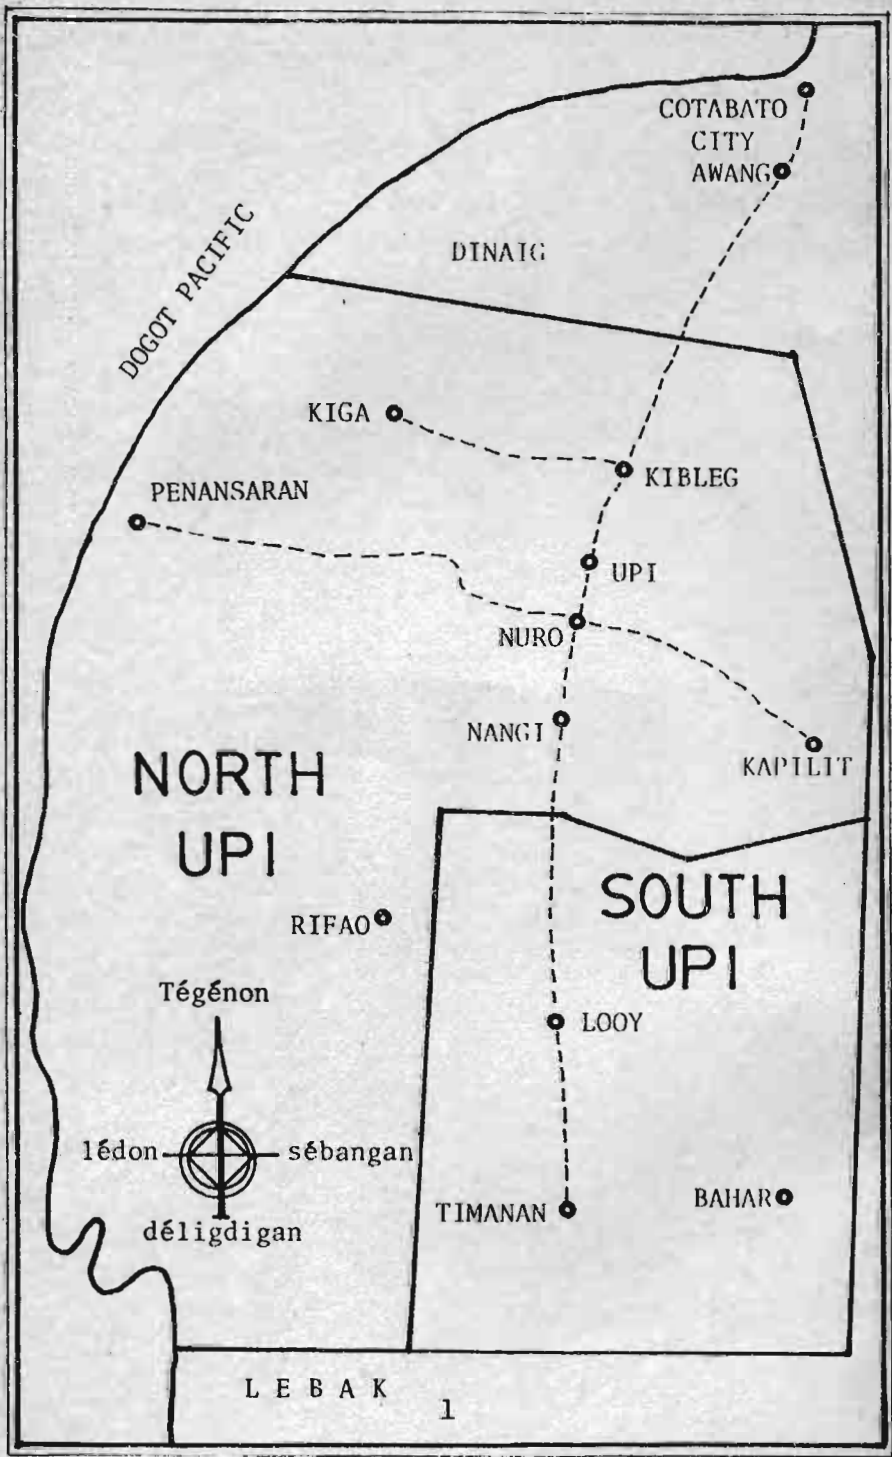 COTABATO
CITY
AWANG
DINAIG
DOGOT PACIFIC
KIGA
KIBLEG
PENANSARAN
UPI
NURO
NANGI
KAPILIT
NORTH
UPI
SOUTH
UPI
RIFAO
Tégénon
LOOY
lédon
sébangan
déligdigan
TIMANAN
BAHAR
LEBAK
1